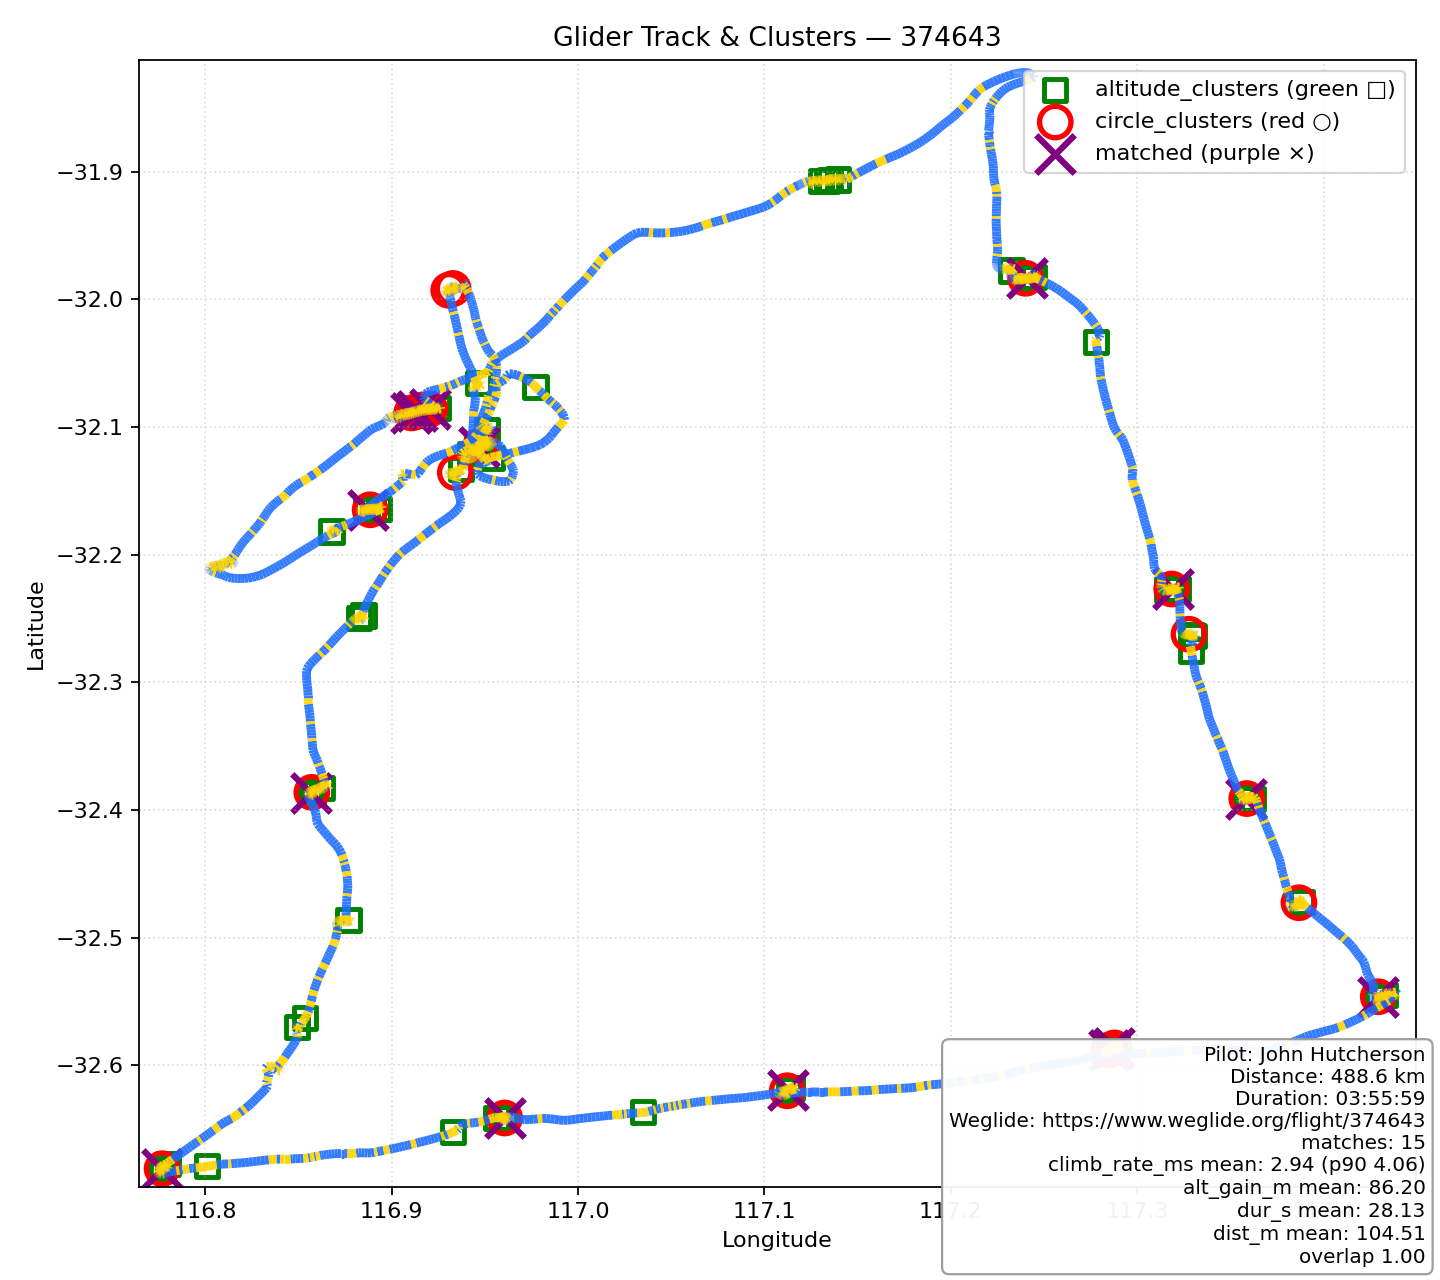 Glider Track & Clusters — 374643
altitude_clusters (green □)
circle_clusters (red ○)
matched (purple ×)
Latitude
−31.9
−32.0
−32.1
−32.2
−32.3
−32.4
−32.5
−32.6
116.8
116.9
117.0
117.1
117.2
117.3
Longitude
Pilot: John Hutcherson
Distance: 488.6 km
Duration: 03:55:59
Weglide: https://www.weglide.org/flight/374643
matches: 15
climb_rate_ms mean: 2.94 (p90 4.06)
alt_gain_m mean: 86.20
dur_s mean: 28.13
dist_m mean: 104.51
overlap 1.00